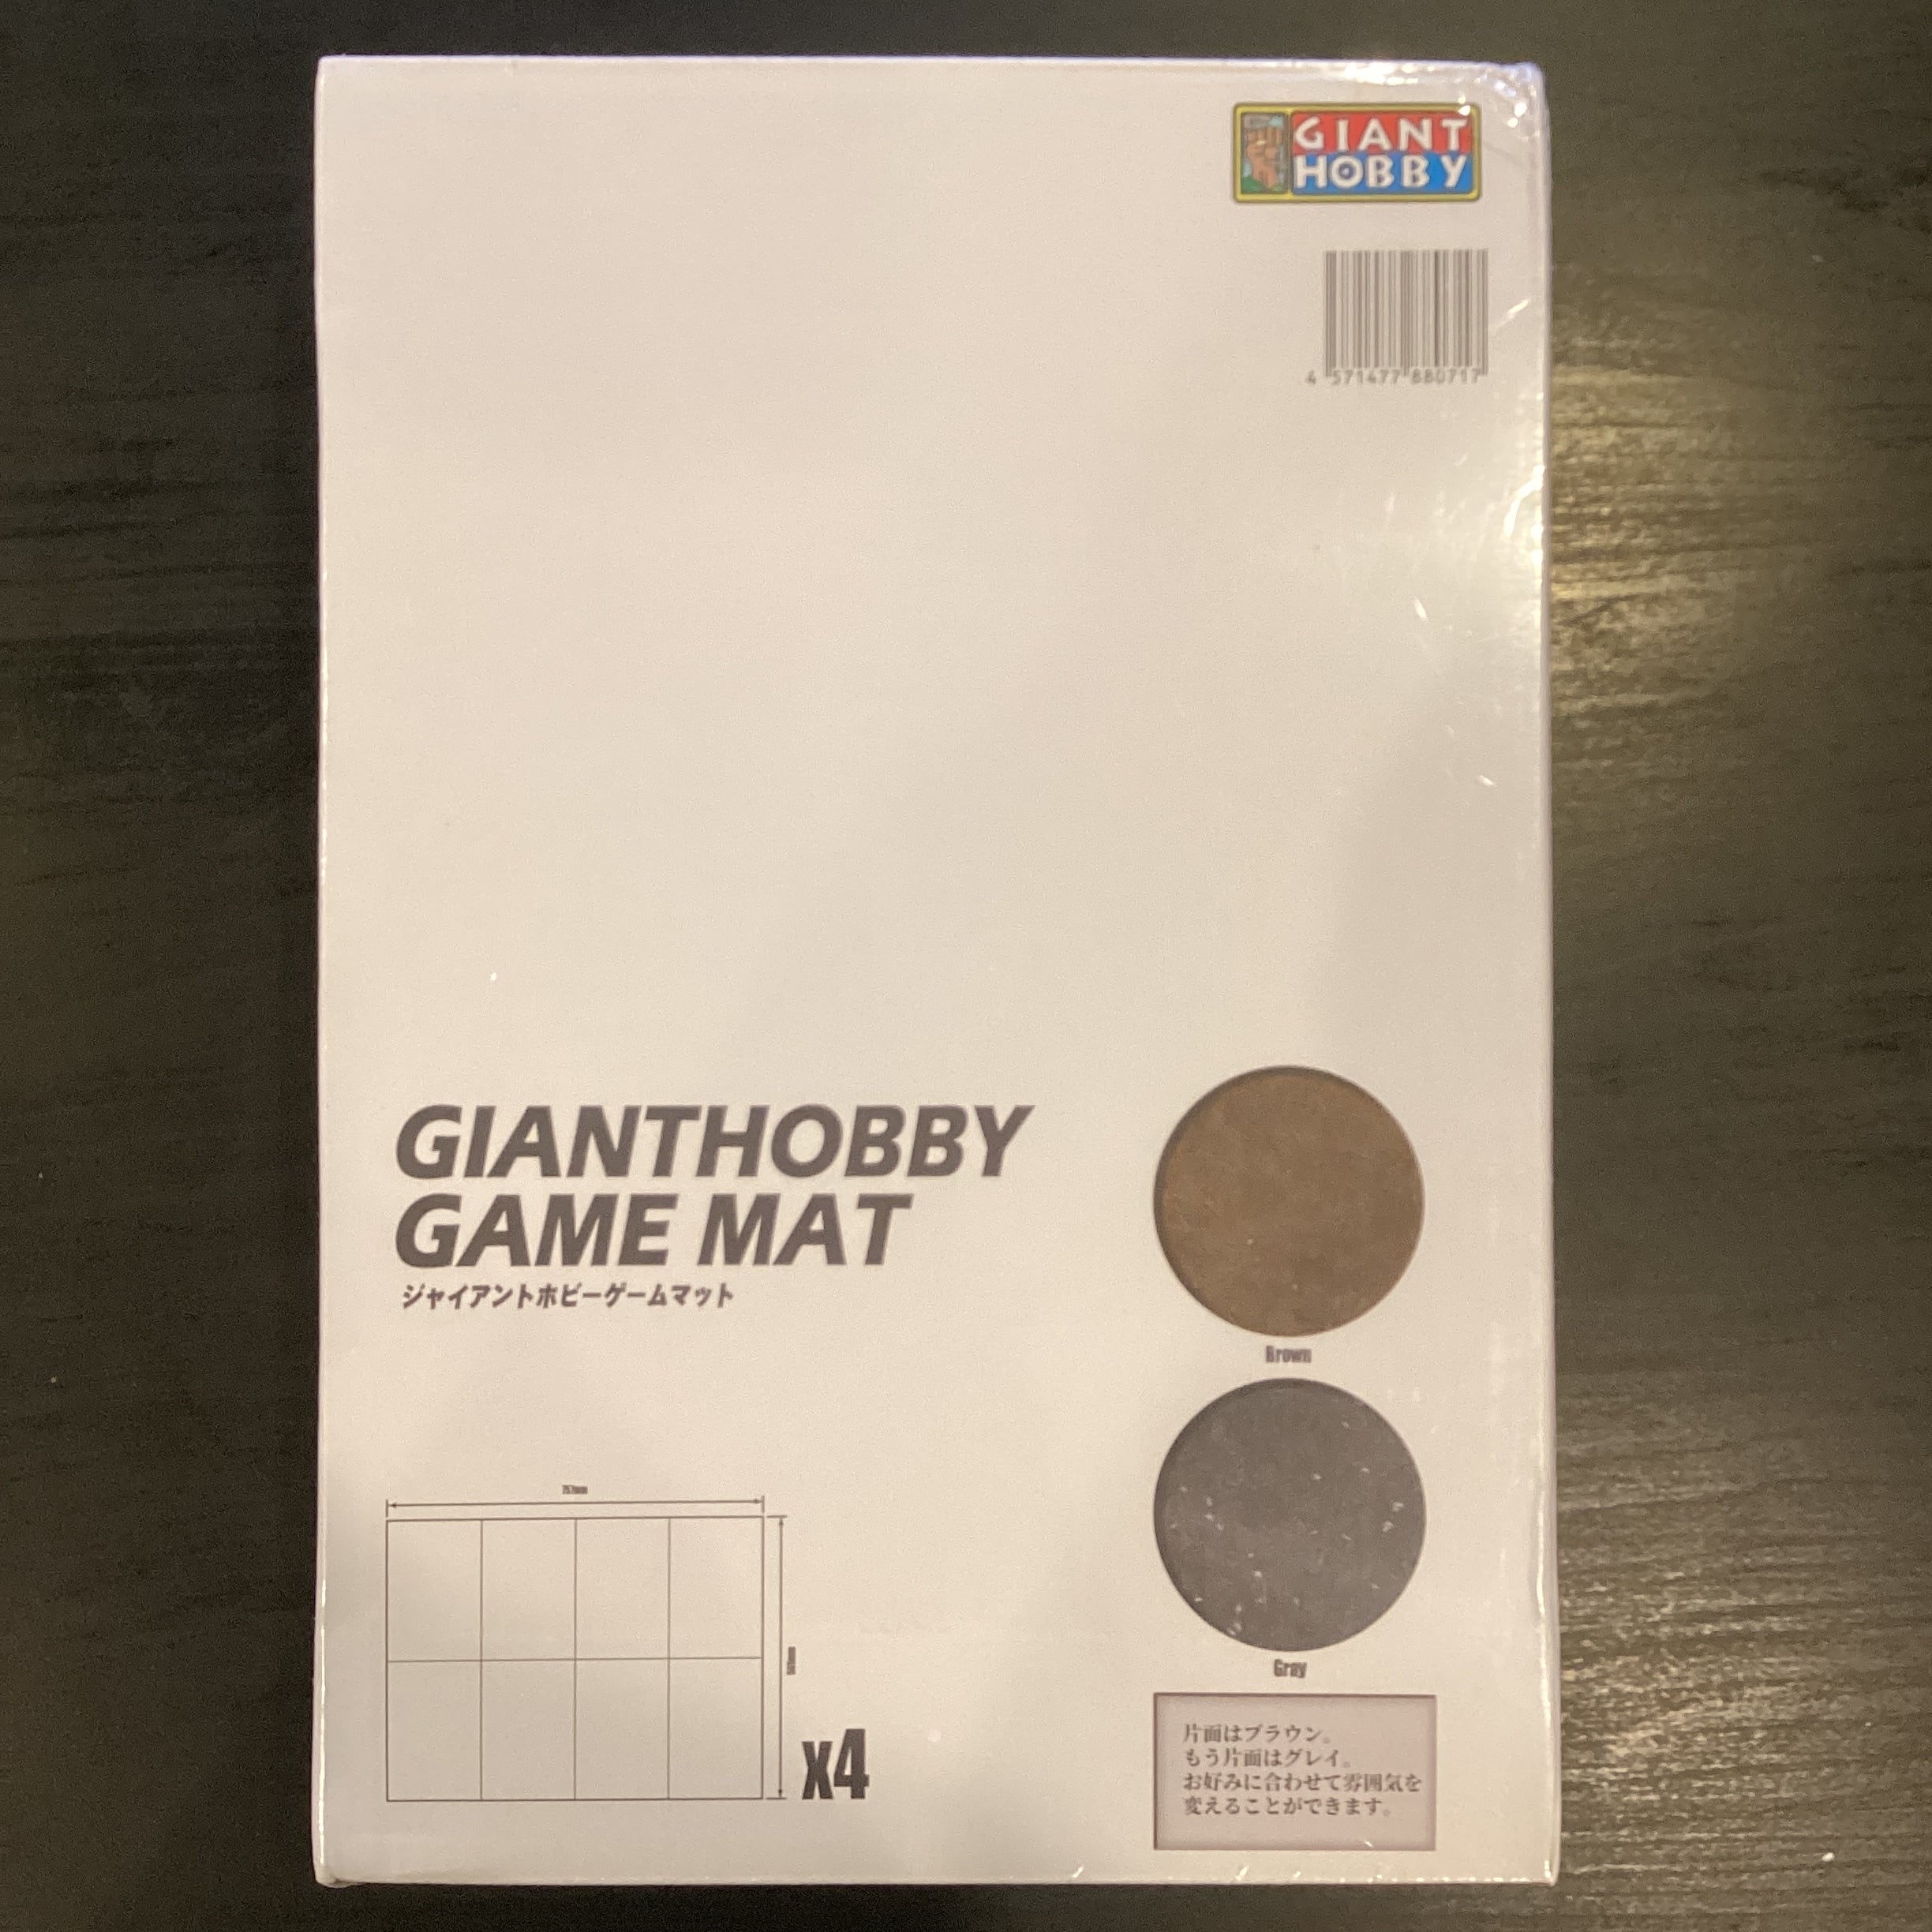 GIANT
HOBBY
4 571477 880717
GIANTHOBBY
GAME MAT
ジャイアントホビーゲームマット
Brown
Gray
757mm
x4
片面はブラウン。
もう片面はグレイ。
お好みに合わせて雰囲気を
変えることができます。